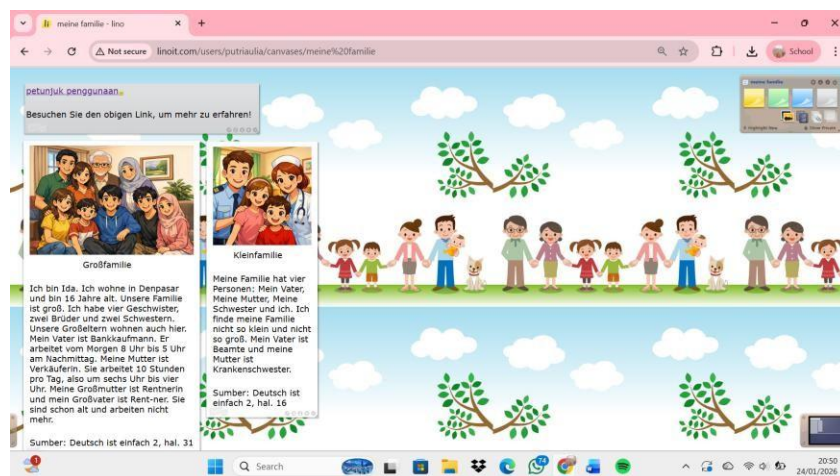 meine familie - lino
Not secure
linoit.com/users/putriaulia/canvases/meine%20familie
School
petunjuk penggunaan
Besuchen Sie den obigen Link, um mehr zu erfahren!
meine familie
Großfamilie
Ich bin Ida. Ich wohne in Denpasar
und bin 16 Jahre alt. Unsere Familie
ist groß. Ich habe vier Geschwister,
zwei Brüder und zwei Schwestern.
Unsere Großeltern wohnen auch hier.
Mein Vater ist Bankkaufmann. Er
arbeitet vom Morgen 8 Uhr bis 5 Uhr
am Nachmittag. Meine Mutter ist
Verkäuferin. Sie arbeitet 10 Stunden
pro Tag, also um sechs Uhr bis vier
Uhr. Meine Großmutter ist Rentnerin
und mein Großvater ist Rent-ner. Sie
sind schon alt und arbeiten nicht
mehr.
Sumber: Deutsch ist einfach 2, hal. 31
Kleinfamilie
Meine Familie hat vier
Personen: Mein Vater,
Meine Mutter, Meine
Schwester und ich. Ich
finde meine Familie
nicht so klein und nicht
so groß. Mein Vater ist
Beamte und meine
Mutter ist
Krankenschwester.
Sumber: Deutsch ist
einfach 2, hal. 16
Search
74
20:50